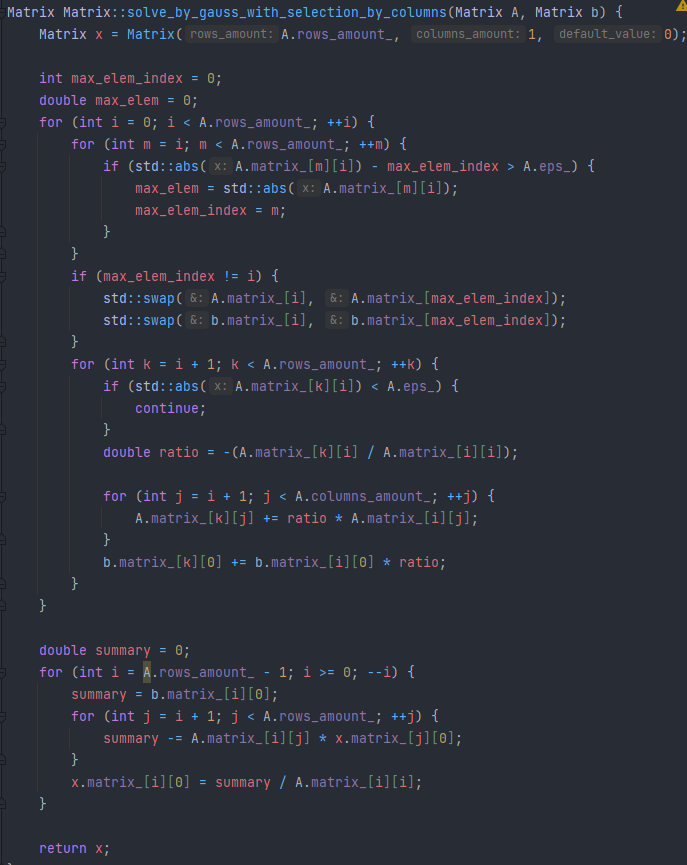 Matrix Matrix::solve_by_gauss_with_selection_by_columns(Matrix A, Matrix b) {
    Matrix x = Matrix( rows_amount: A.rows_amount_, columns_amount: 1, default_value: 0);

    int max_elem_index = 0;
    double max_elem = 0;
    for (int i = 0; i < A.rows_amount_; ++i) {
        for (int m = i; m < A.rows_amount_; ++m) {
            if (std::abs( x: A.matrix_[m][i]) - max_elem_index > A.eps_) {
                max_elem = std::abs( x: A.matrix_[m][i]);
                max_elem_index = m;
            }
        }
        if (max_elem_index != i) {
            std::swap( &: A.matrix_[i], &: A.matrix_[max_elem_index]);
            std::swap( &: b.matrix_[i], &: b.matrix_[max_elem_index]);
        }
        for (int k = i + 1; k < A.rows_amount_; ++k) {
            if (std::abs( x: A.matrix_[k][i]) < A.eps_) {
                continue;
            }
            double ratio = -(A.matrix_[k][i] / A.matrix_[i][i]);

            for (int j = i + 1; j < A.columns_amount_; ++j) {
                A.matrix_[k][j] += ratio * A.matrix_[i][j];
            }
            b.matrix_[k][0] += b.matrix_[i][0] * ratio;
        }
    }

    double summary = 0;
    for (int i = A.rows_amount_ - 1; i >= 0; --i) {
        summary = b.matrix_[i][0];
        for (int j = i + 1; j < A.rows_amount_; ++j) {
            summary -= A.matrix_[i][j] * x.matrix_[j][0];
        }
        x.matrix_[i][0] = summary / A.matrix_[i][i];
    }

    return x;